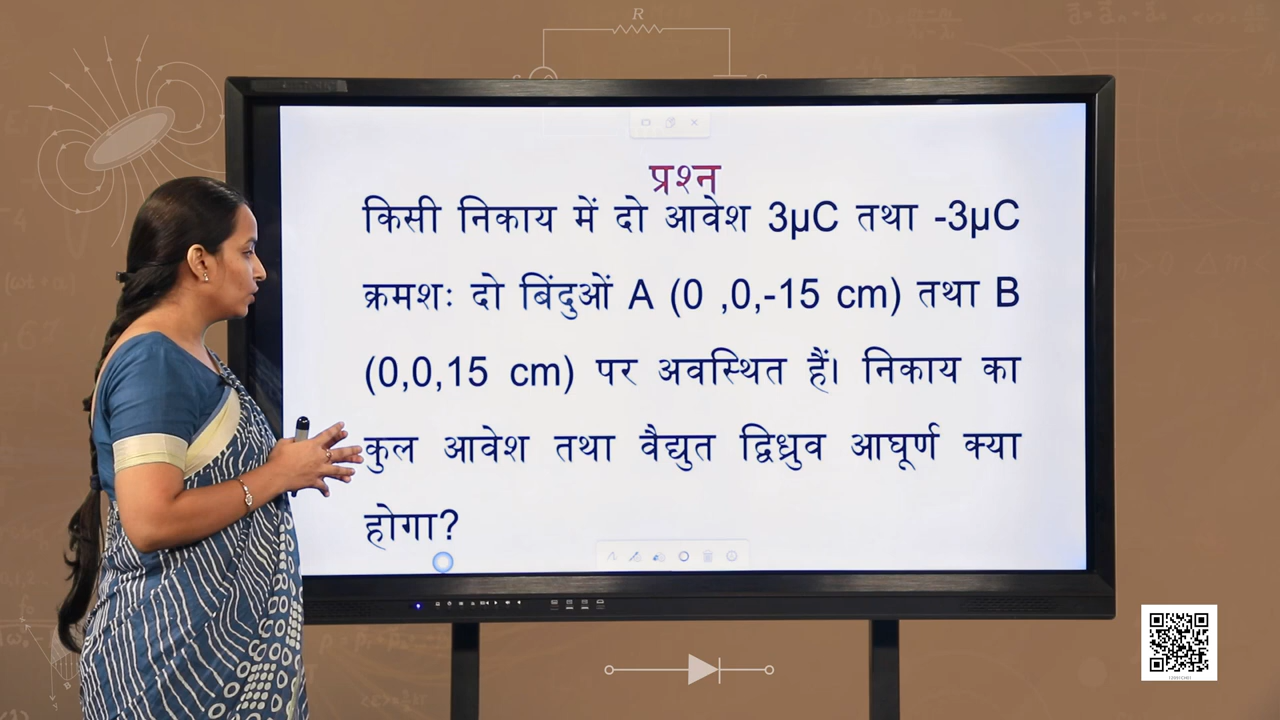 R
प्रश्न
किसी निकाय में दो आवेश 3μC तथा -3μC
क्रमशः दो बिंदुओं A (0 ,0,-15 cm) तथा B
(0,0,15 cm) पर अवस्थित हैं। निकाय का
कुल आवेश तथा वैद्युत द्विध्रुव आघूर्ण क्या
होगा?